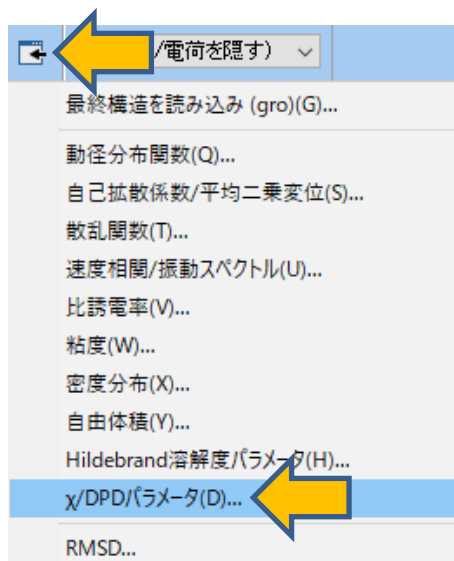 /電荷を隠す)
最終構造を読み込み (gro)(G)...
動径分布関数(Q)...
自己拡散係数/平均二乗変位(S)...
散乱関数(T)...
速度相関/振動スペクトル(U)...
比誘電率(V)...
粘度(W)...
密度分布(X)...
自由体積(Y)...
Hildebrand溶解度パラメータ(H)...
χ/DPDパラメータ(D)...
RMSD...